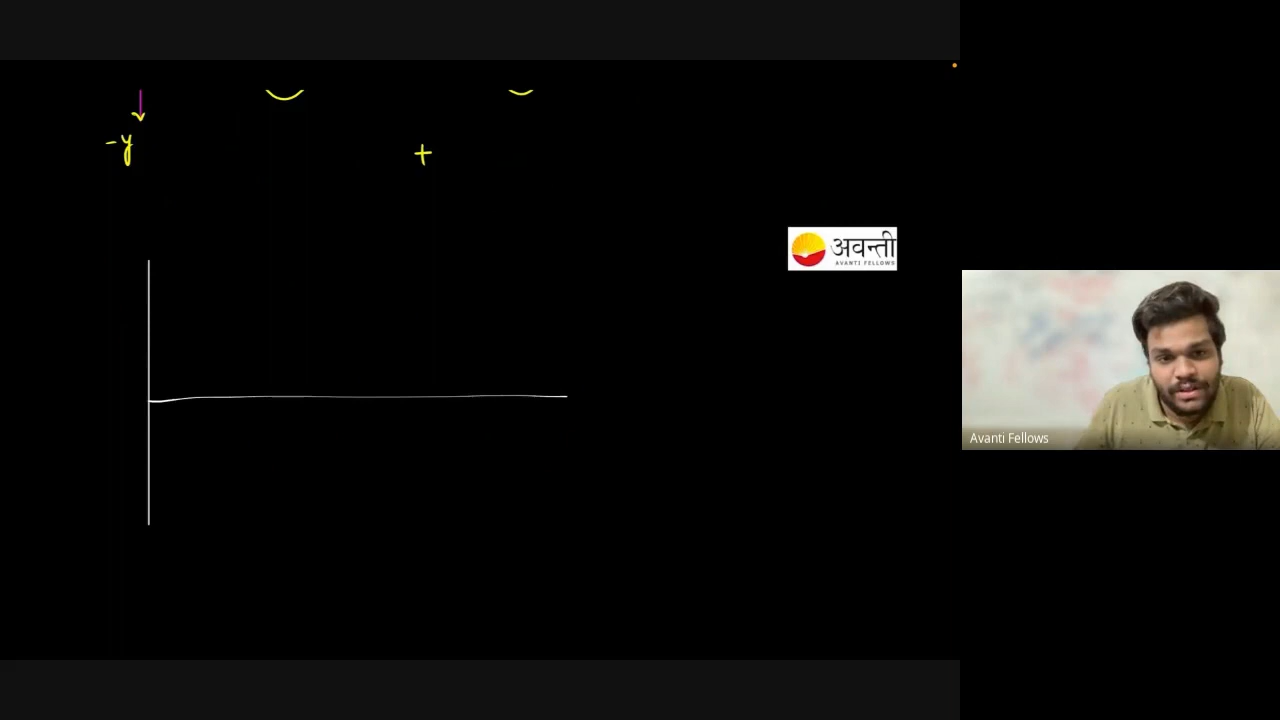 -y
+
अवन्ती
AVANTI FELLOWS
Avanti Fellows